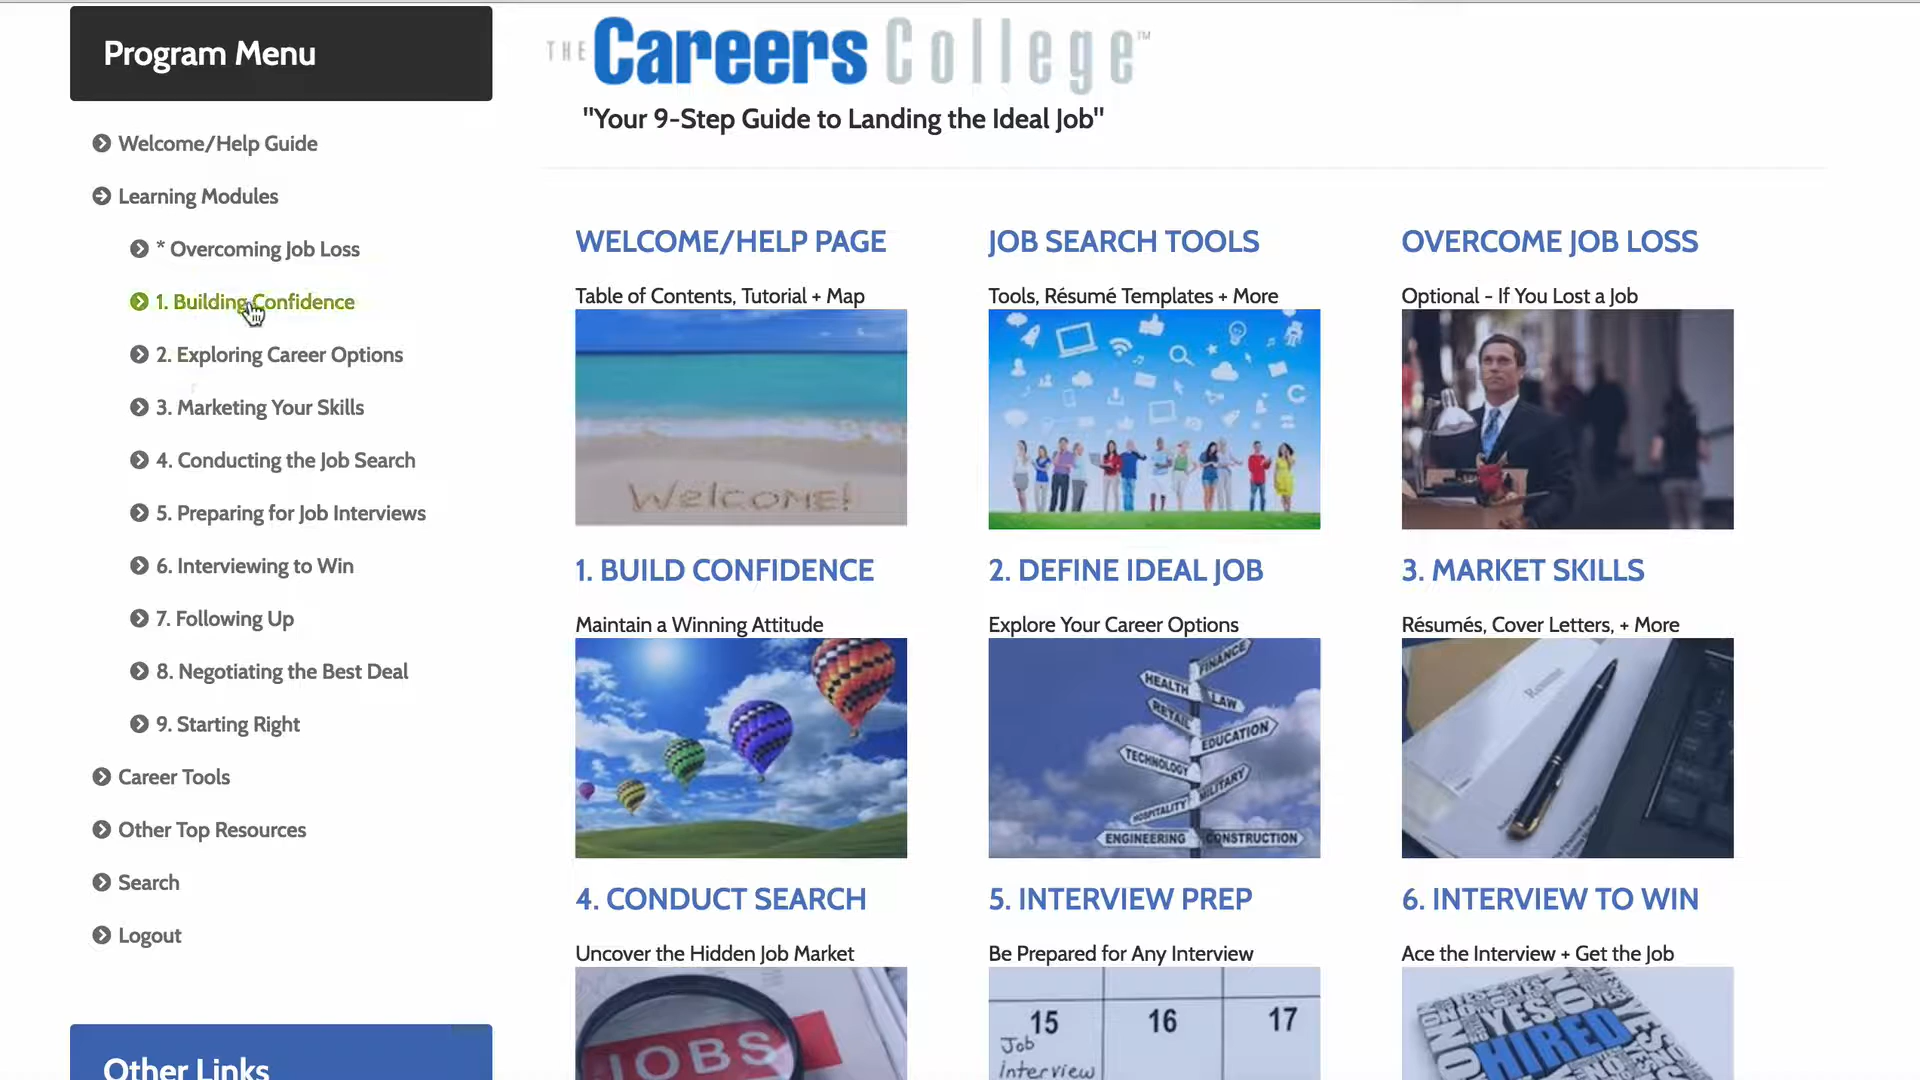 Program Menu
Welcome/Help Guide
Learning Modules
* Overcoming Job Loss
1. Building Confidence
2. Exploring Career Options
3. Marketing Your Skills
4. Conducting the Job Search
5. Preparing for Job Interviews
6. Interviewing to Win
7. Following Up
8. Negotiating the Best Deal
9. Starting Right
Career Tools
Other Top Resources
Search
Logout
Other Links
THE Careers College™
"Your 9-Step Guide to Landing the Ideal Job"
WELCOME/HELP PAGE
Table of Contents, Tutorial + Map
Welcome!
JOB SEARCH TOOLS
Tools, Résumé Templates + More
OVERCOME JOB LOSS
Optional - If You Lost a Job
1. BUILD CONFIDENCE
Maintain a Winning Attitude
2. DEFINE IDEAL JOB
Explore Your Career Options
FINANCE
HEALTH
LAW
RETAIL
EDUCATION
TECHNOLOGY
MILITARY
HOSPITALITY
ENGINEERING
CONSTRUCTION
3. MARKET SKILLS
Résumés, Cover Letters, + More
Resume
4. CONDUCT SEARCH
Uncover the Hidden Job Market
JOBS
5. INTERVIEW PREP
Be Prepared for Any Interview
15 16 17
Job
interview
6. INTERVIEW TO WIN
Ace the Interview + Get the Job
YES
HIRED